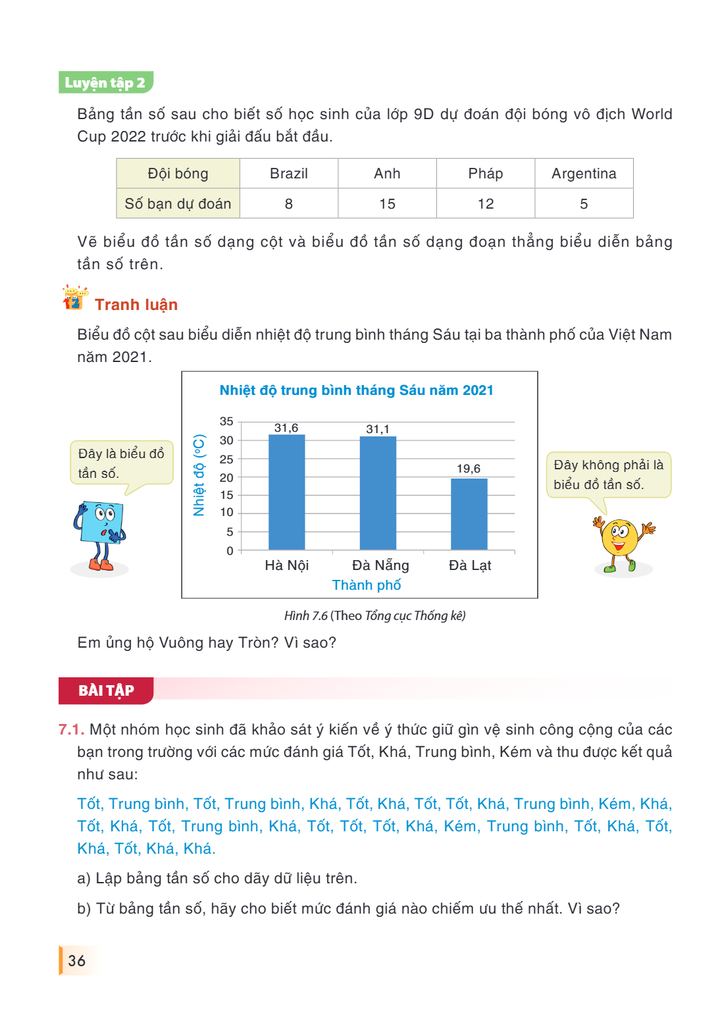 Luyện tập 2
Bảng tần số sau cho biết số học sinh của lớp 9D dự đoán đội bóng vô địch World
Cup 2022 trước khi giải đấu bắt đầu.
Đội bóng Brazil Anh Pháp Argentina
Số bạn dự đoán 8 15 12 5
Vẽ biểu đồ tần số dạng cột và biểu đồ tần số dạng đoạn thẳng biểu diễn bảng
tần số trên.
Tranh luận
Biểu đồ cột sau biểu diễn nhiệt độ trung bình tháng Sáu tại ba thành phố của Việt Nam
năm 2021.
Nhiệt độ trung bình tháng Sáu năm 2021
Nhiệt độ (°C)
35
30
25
20
15
10
5
0
31,6
31,1
19,6
Hà Nội Đà Nẵng Đà Lạt
Thành phố
Đây là biểu đồ
tần số.
Đây không phải là
biểu đồ tần số.
Hình 7.6 (Theo Tổng cục Thống kê)
Em ủng hộ Vuông hay Tròn? Vì sao?
BÀI TẬP
7.1. Một nhóm học sinh đã khảo sát ý kiến về ý thức giữ gìn vệ sinh công cộng của các
bạn trong trường với các mức đánh giá Tốt, Khá, Trung bình, Kém và thu được kết quả
như sau:
Tốt, Trung bình, Tốt, Trung bình, Khá, Tốt, Khá, Tốt, Tốt, Khá, Trung bình, Kém, Khá,
Tốt, Khá, Tốt, Trung bình, Khá, Tốt, Tốt, Tốt, Khá, Kém, Trung bình, Tốt, Khá, Tốt,
Khá, Tốt, Khá, Khá.
a) Lập bảng tần số cho dãy dữ liệu trên.
b) Từ bảng tần số, hãy cho biết mức đánh giá nào chiếm ưu thế nhất. Vì sao?
36